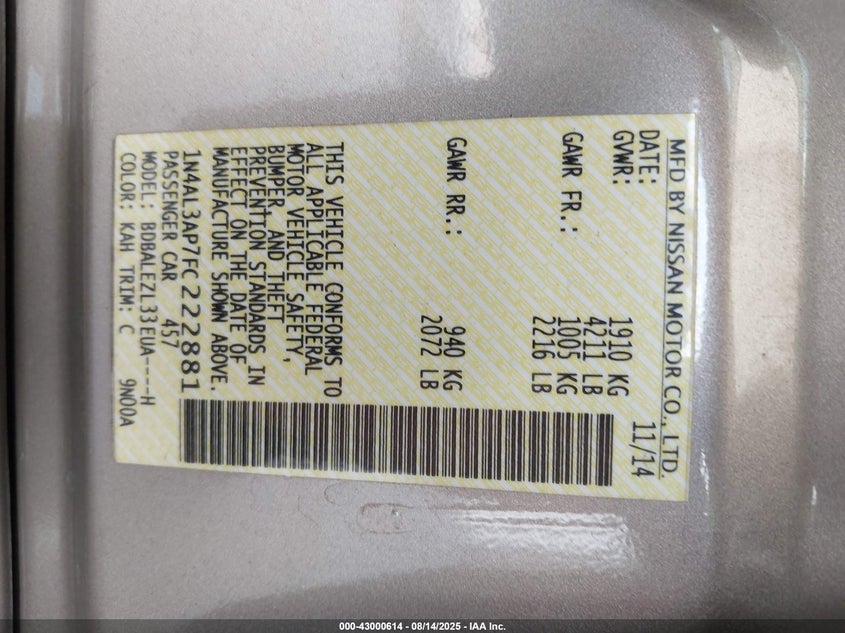 MFD BY NISSAN MOTOR CO., LTD.
DATE: 11/14
GVWR: 1910 KG
4211 LB
GAWR FR.: 1005 KG
2216 LB
GAWR RR.: 940 KG
2072 LB
THIS VEHICLE CONFORMS TO
ALL APPLICABLE FEDERAL
MOTOR VEHICLE SAFETY,
BUMPER, AND THEFT
PREVENTION STANDARDS IN
EFFECT ON THE DATE OF
MANUFACTURE SHOWN ABOVE.
1N4AL3AP7FC222881
PASSENGER CAR 457
MODEL: BDBALEZL33EUA----H
COLOR: KAH TRIM: C 9N00A
000-43000614 - 08/14/2025 - IAA Inc.